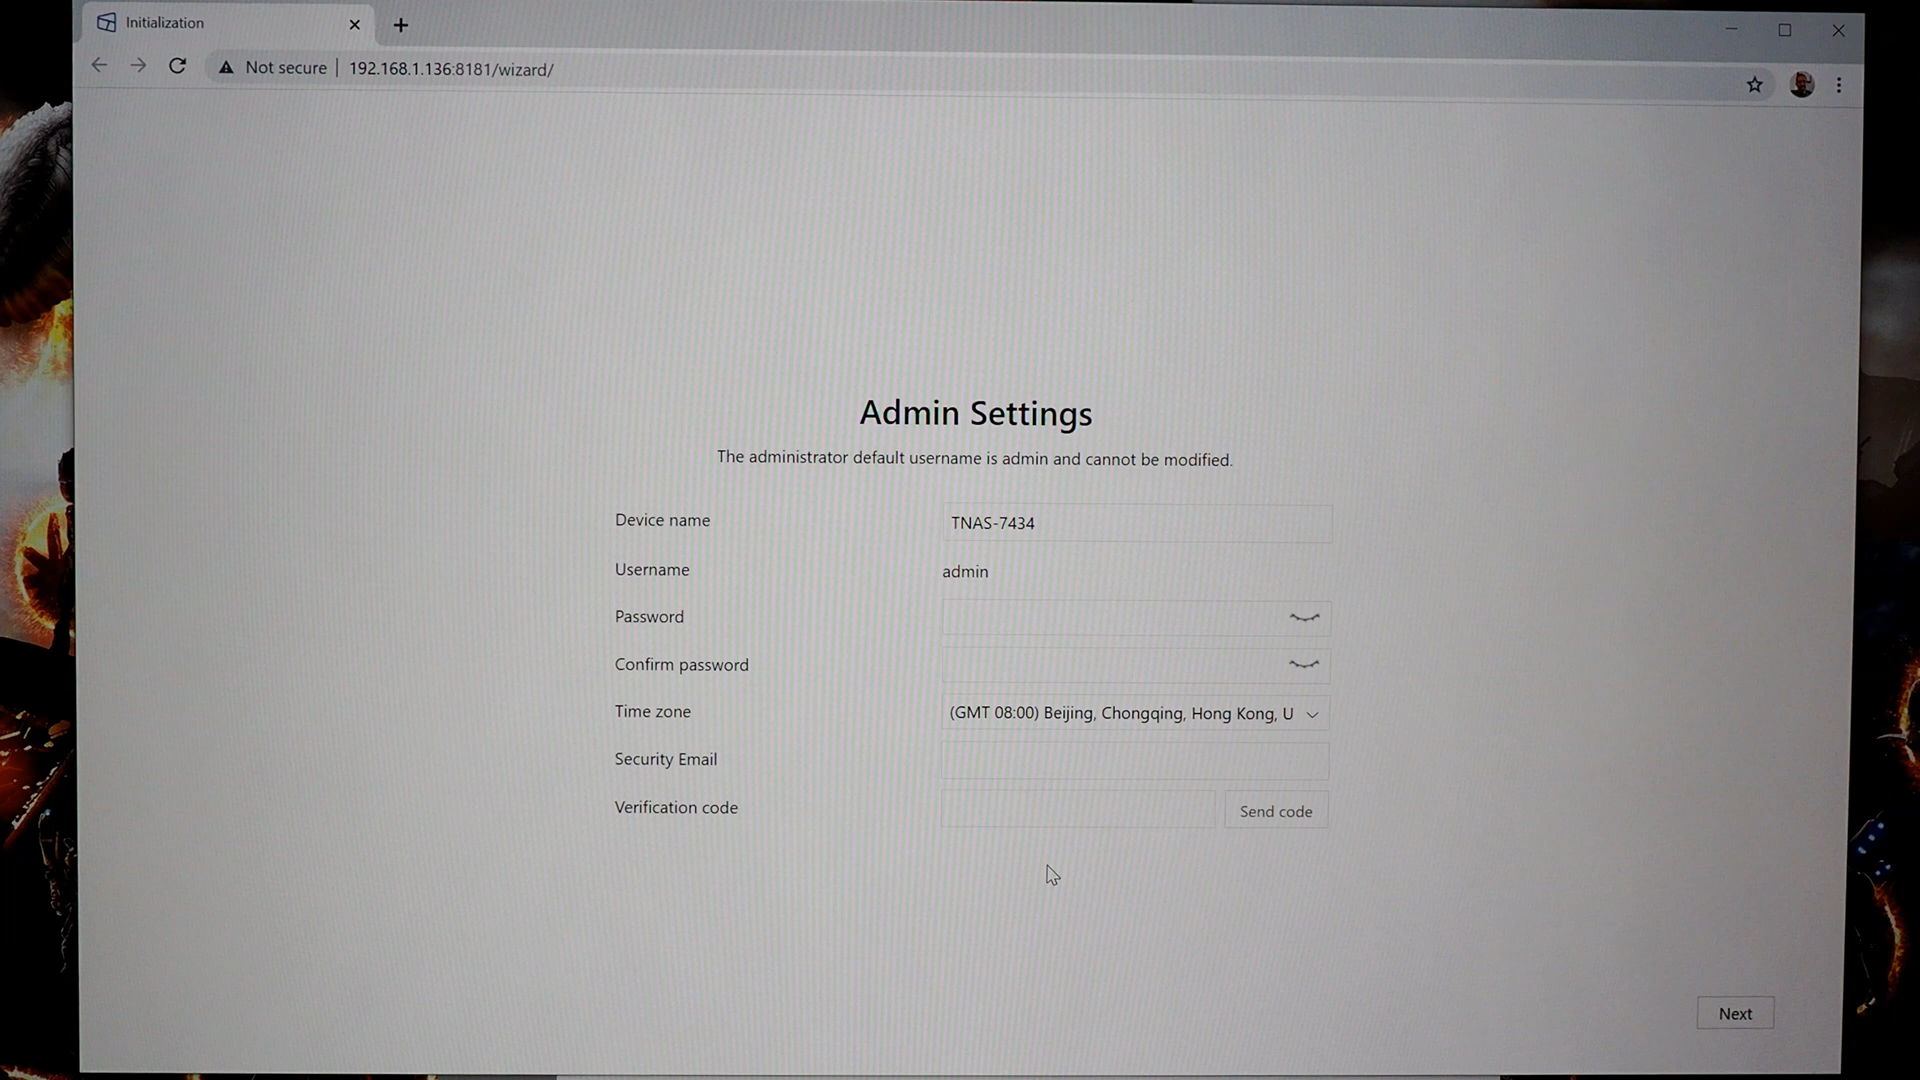 Initialization
Not secure | 192.168.1.136:8181/wizard/
Admin Settings
The administrator default username is admin and cannot be modified.
Device name TNAS-7434
Username admin
Password
Confirm password
Time zone (GMT 08:00) Beijing, Chongqing, Hong Kong, U
Security Email
Verification code Send code
Next